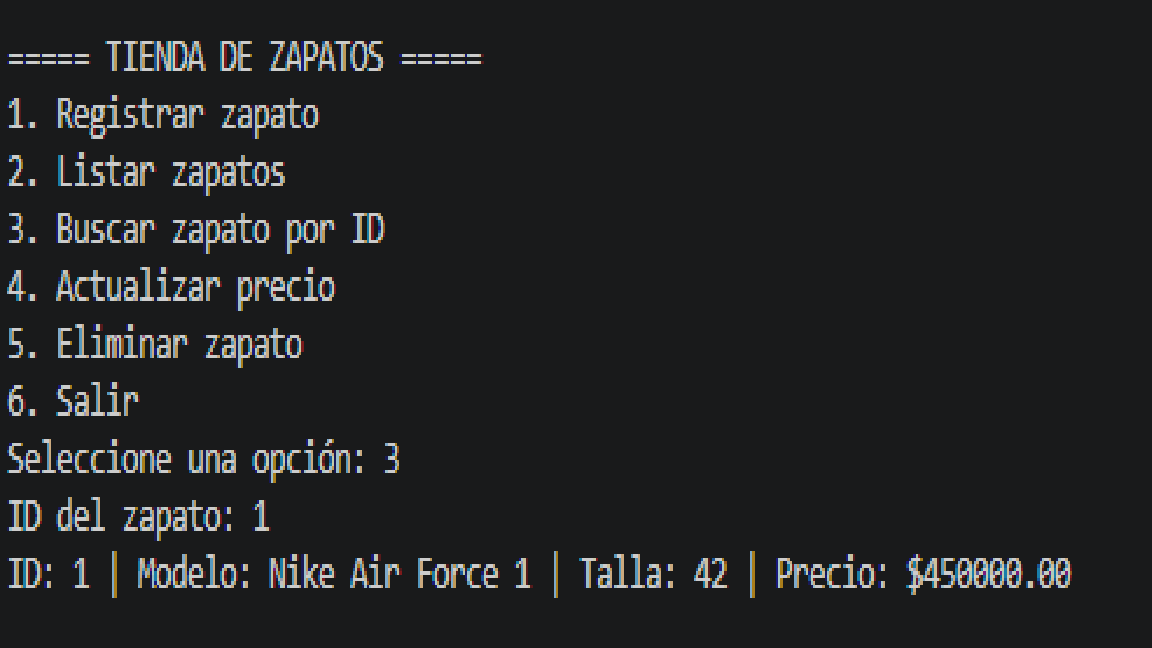 ===== TIENDA DE ZAPATOS =====
1. Registrar zapato
2. Listar zapatos
3. Buscar zapato por ID
4. Actualizar precio
5. Eliminar zapato
6. Salir
Seleccione una opción: 3
ID del zapato: 1
ID: 1 | Modelo: Nike Air Force 1 | Talla: 42 | Precio: $450000.00